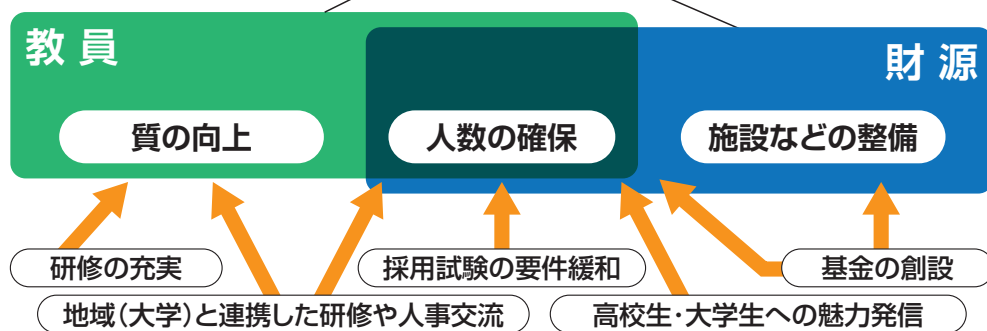 教員
財源
質の向上
人数の確保
施設などの整備
研修の充実
採用試験の要件緩和
基金の創設
地域(大学)と連携した研修や人事交流
高校生・大学生への魅力発信